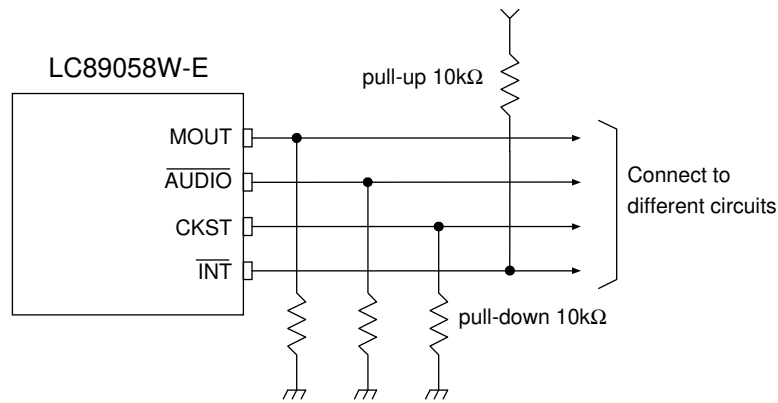 LC89058W-E
pull-up 10kΩ
MOUT
AUDIO
CKST
INT
Connect to
different circuits
pull-down 10kΩ